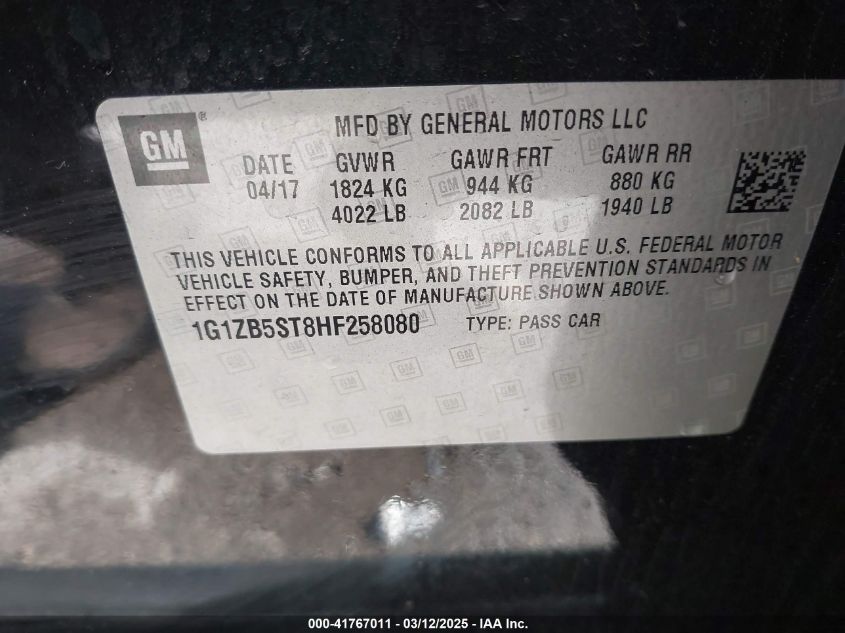 GM
®
MFD BY GENERAL MOTORS LLC
DATE GVWR GAWR FRT GAWR RR
04/17 1824 KG 944 KG 880 KG
4022 LB 2082 LB 1940 LB
THIS VEHICLE CONFORMS TO ALL APPLICABLE U.S. FEDERAL MOTOR
VEHICLE SAFETY, BUMPER, AND THEFT PREVENTION STANDARDS IN
EFFECT ON THE DATE OF MANUFACTURE SHOWN ABOVE.
1G1ZB5ST8HF258080 TYPE: PASS CAR
000-41767011 - 03/12/2025 - IAA Inc.